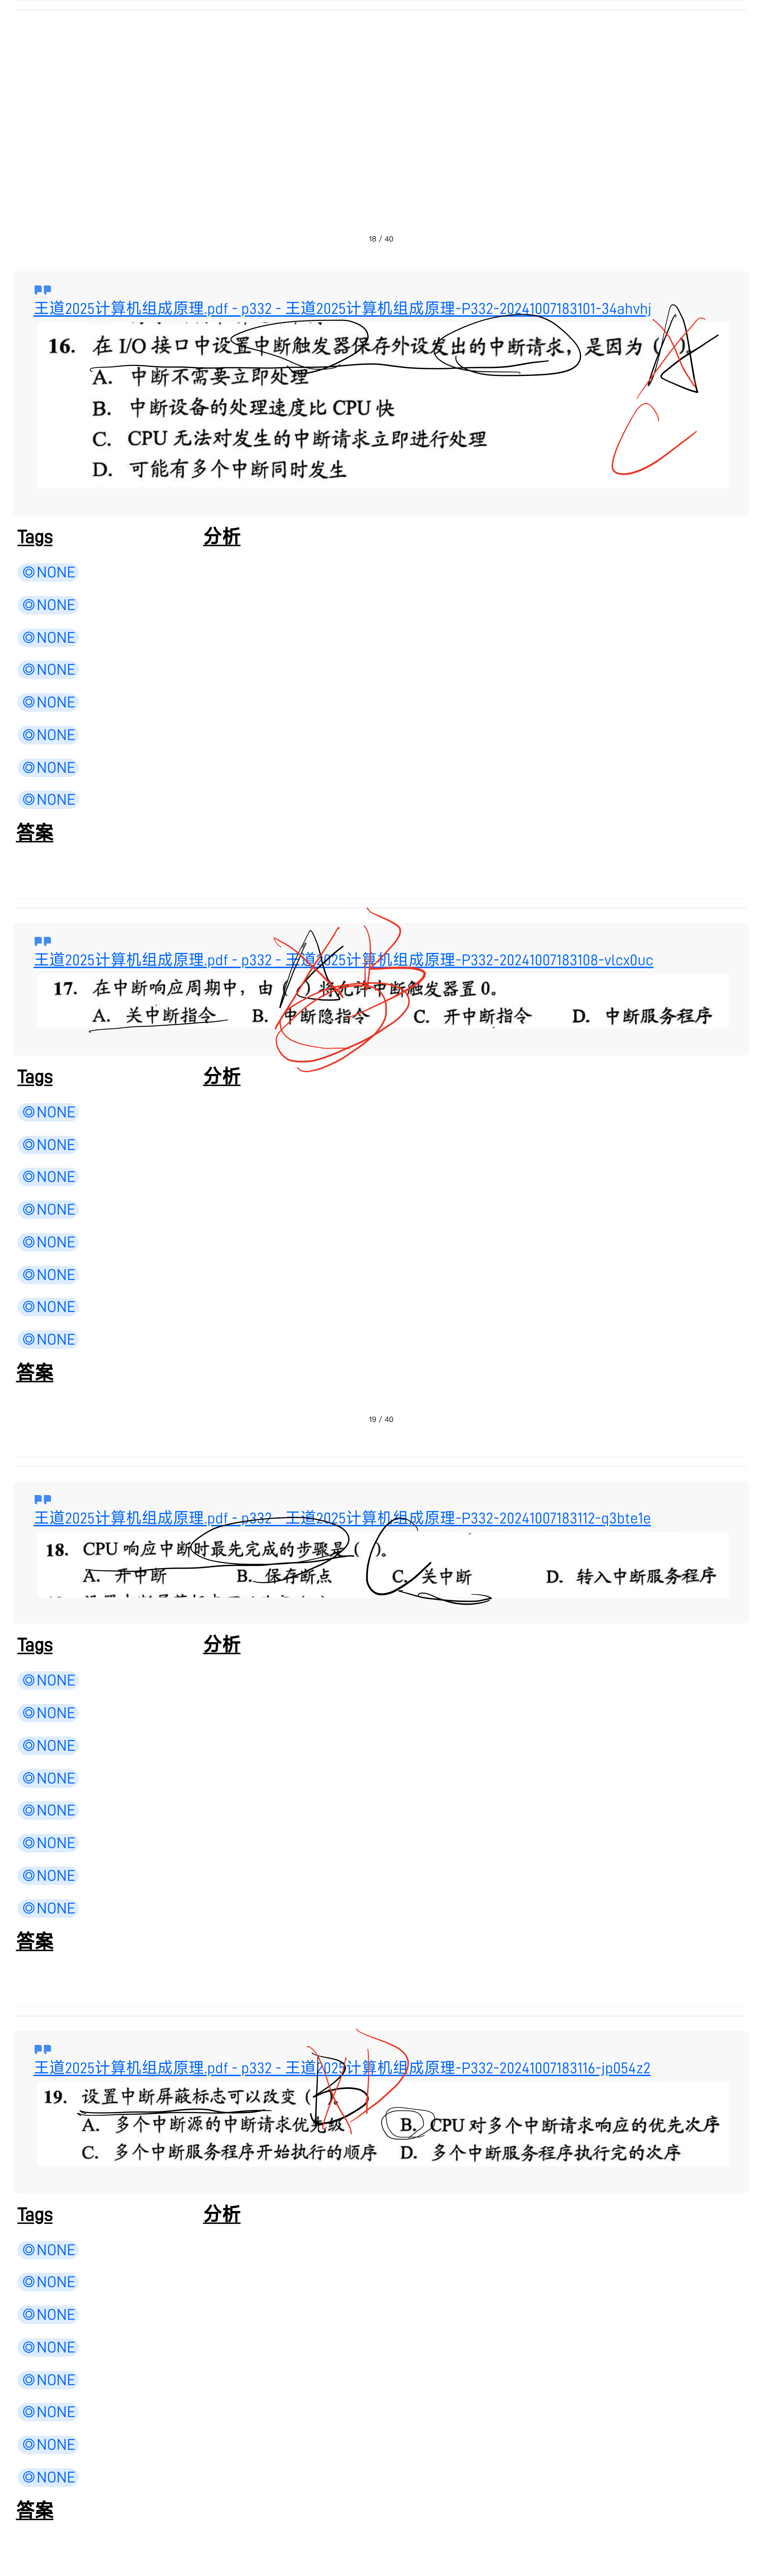 18 / 40
王道2025计算机组成原理.pdf - p332 - 王道2025计算机组成原理-P332-20241007183101-34ahvhj
16. 在 I/O 接口中设置中断触发器保存外设发出的中断请求，是因为（ ）。
A
A. 中断不需要立即处理
B. 中断设备的处理速度比 CPU 快
C. CPU 无法对发生的中断请求立即进行处理
C
D. 可能有多个中断同时发生
Tags 分析
◎NONE
◎NONE
◎NONE
◎NONE
◎NONE
◎NONE
◎NONE
◎NONE
答案
王道2025计算机组成原理.pdf - p332 - 王道2025计算机组成原理-P332-20241007183108-vlcx0uc
A B
17. 在中断响应周期中，由（ ）将允许中断触发器置 0。
A. 关中断指令 B. 中断隐指令 C. 开中断指令 D. 中断服务程序
Tags 分析
◎NONE
◎NONE
◎NONE
◎NONE
◎NONE
◎NONE
◎NONE
◎NONE
答案
19 / 40
王道2025计算机组成原理.pdf - p332 - 王道2025计算机组成原理-P332-20241007183112-q3bte1e
18. CPU 响应中断时最先完成的步骤是（ ）。
C
A. 开中断 B. 保存断点 C. 关中断 D. 转入中断服务程序
Tags 分析
◎NONE
◎NONE
◎NONE
◎NONE
◎NONE
◎NONE
◎NONE
◎NONE
答案
王道2025计算机组成原理.pdf - p332 - 王道2025计算机组成原理-P332-20241007183116-jp054z2
B D
19. 设置中断屏蔽标志可以改变（ ）。
A. 多个中断源的中断请求优先级 B. CPU 对多个中断请求响应的优先次序
C. 多个中断服务程序开始执行的顺序 D. 多个中断服务程序执行完的次序
Tags 分析
◎NONE
◎NONE
◎NONE
◎NONE
◎NONE
◎NONE
◎NONE
◎NONE
答案